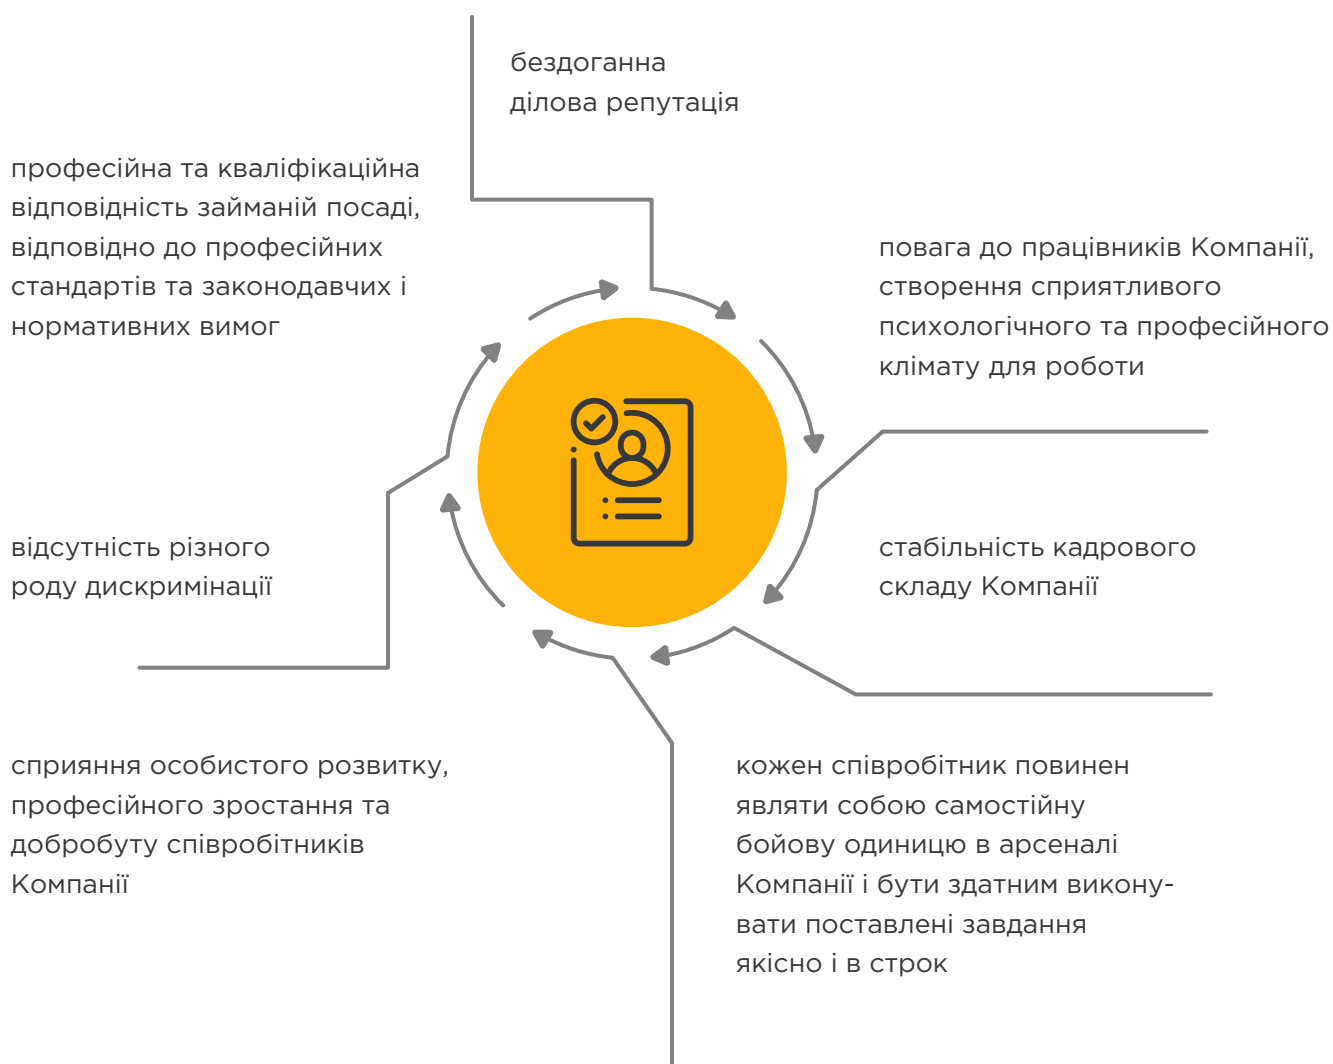 бездоганна
ділова репутація
професійна та кваліфікаційна
відповідність займаній посаді,
відповідно до професійних
стандартів та законодавчих і
нормативних вимог
повага до працівників Компанії,
створення сприятливого
психологічного та професійного
клімату для роботи
відсутність різного
роду дискримінації
стабільність кадрового
складу Компанії
сприяння особистого розвитку,
професійного зростання та
добробуту співробітників
Компанії
кожен співробітник повинен
являти собою самостійну
бойову одиницю в арсеналі
Компанії і бути здатним викону-
вати поставлені завдання
якісно і в строк